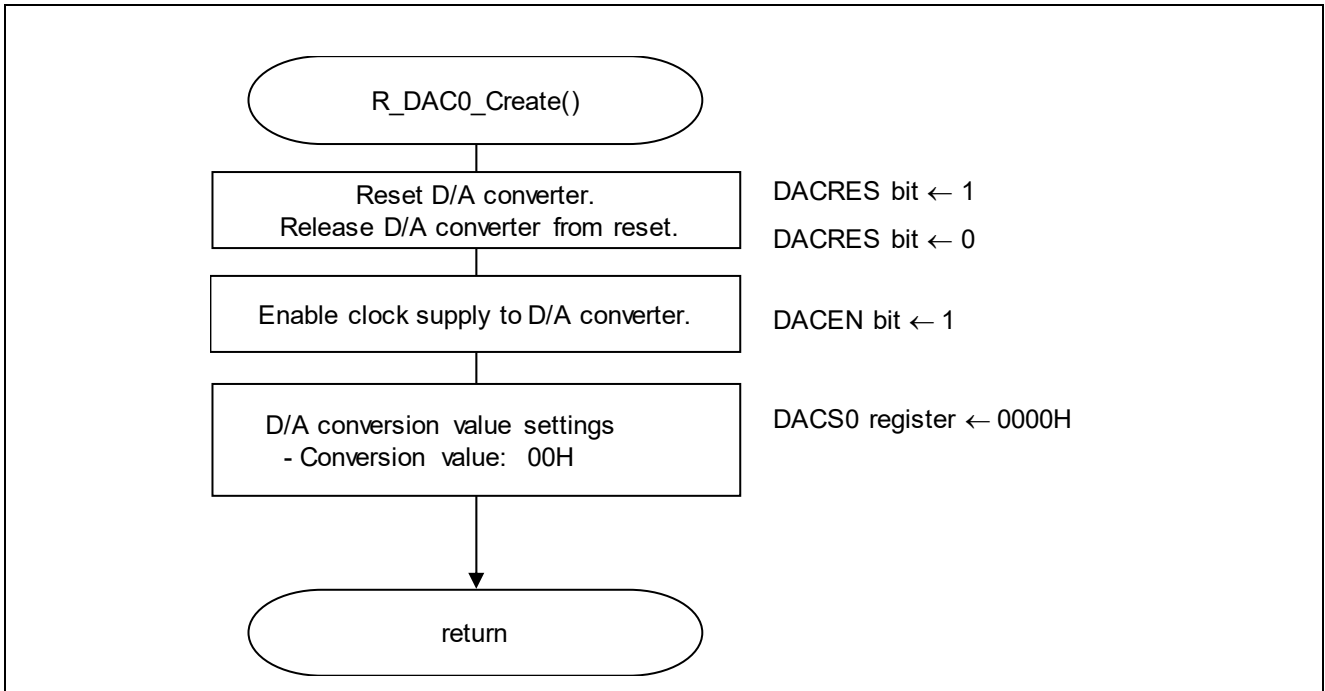 R_DAC0_Create()
Reset D/A converter.
Release D/A converter from reset.
DACRES bit ← 1
DACRES bit ← 0
Enable clock supply to D/A converter.
DACEN bit ← 1
D/A conversion value settings
- Conversion value: 00H
DACS0 register ← 0000H
return